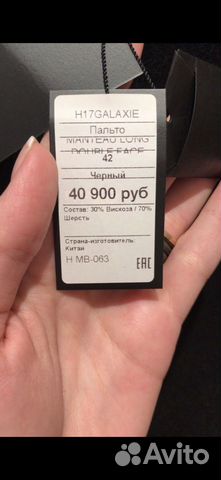 H17GALAXIE
Пальто
MANTEAU LONG
DOUBLE FACE
42
Черный
40 900 руб
Состав: 30% Вискоза / 70%
Шерсть
Страна-изготовитель:
Китай
H MB-063
EAC
Avito